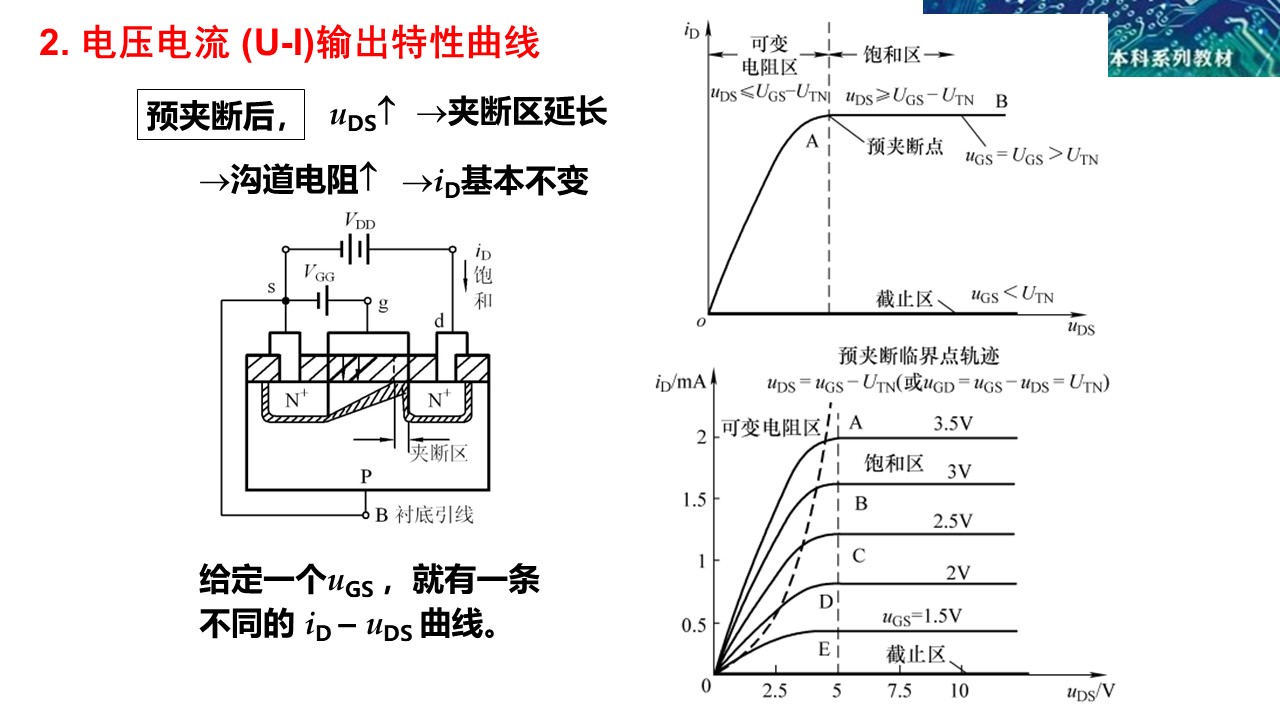 2. 电压电流 (U-I)输出特性曲线
本科系列教材
预夹断后， uDS↑ →夹断区延长
→沟道电阻↑ →iD基本不变
VDD
VGG
s
g
d
iD
饱
和
N+
N+
夹断区
P
B 衬底引线
给定一个uGS ，就有一条
不同的 iD – uDS 曲线。
iD
可变
电阻区
饱和区
uDS≤UGS–UTN
uDS≥UGS–UTN
B
A
预夹断点
uGS=UGS>UTN
截止区
uGS<UTN
o
uDS
预夹断临界点轨迹
iD/mA
uDS=uGS–UTN(或uGD=uGS–uDS=UTN)
可变电阻区
A
3.5V
2
饱和区
3V
1.5
B
2.5V
1
C
2V
D
uGS=1.5V
0.5
E
截止区
0
2.5
5
7.5
10
uDS/V